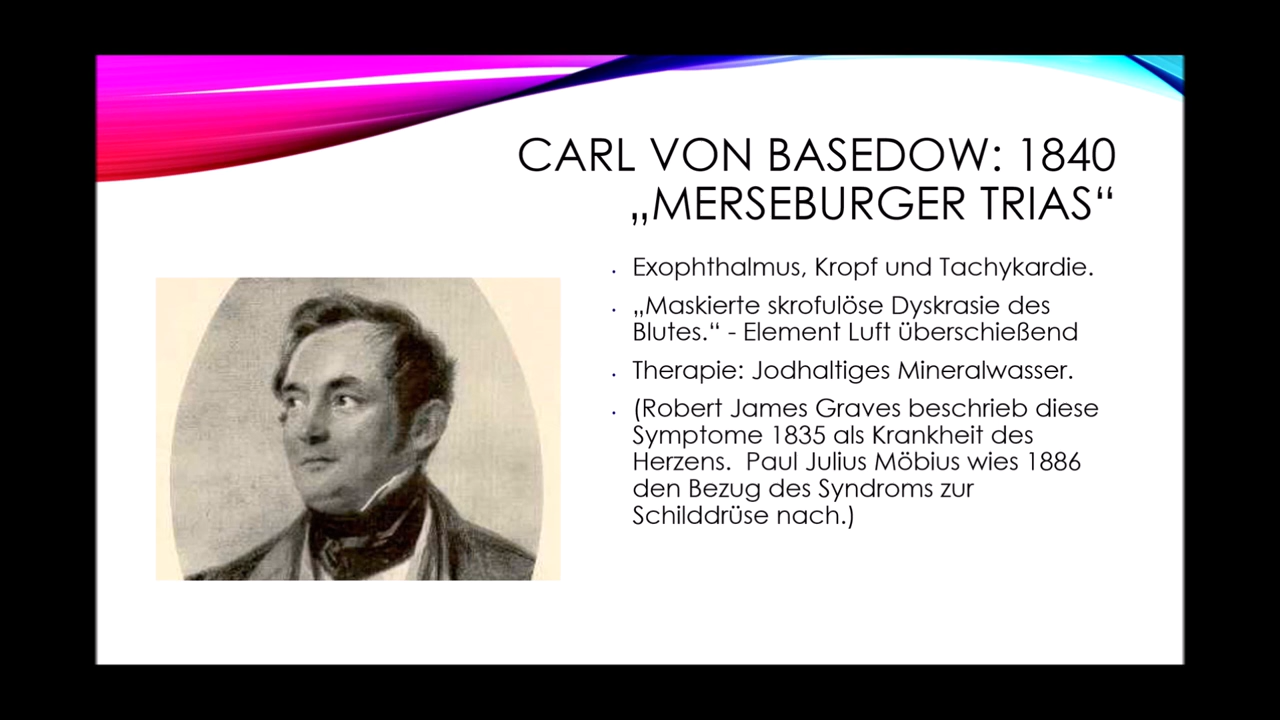 CARL VON BASEDOW: 1840
„MERSEBURGER TRIAS“
· Exophthalmus, Kropf und Tachykardie.
· „Maskierte skrofulöse Dyskrasie des
Blutes.“ - Element Luft überschießend
· Therapie: Jodhaltiges Mineralwasser.
· (Robert James Graves beschrieb diese
Symptome 1835 als Krankheit des
Herzens.  Paul Julius Möbius wies 1886
den Bezug des Syndroms zur
Schilddrüse nach.)